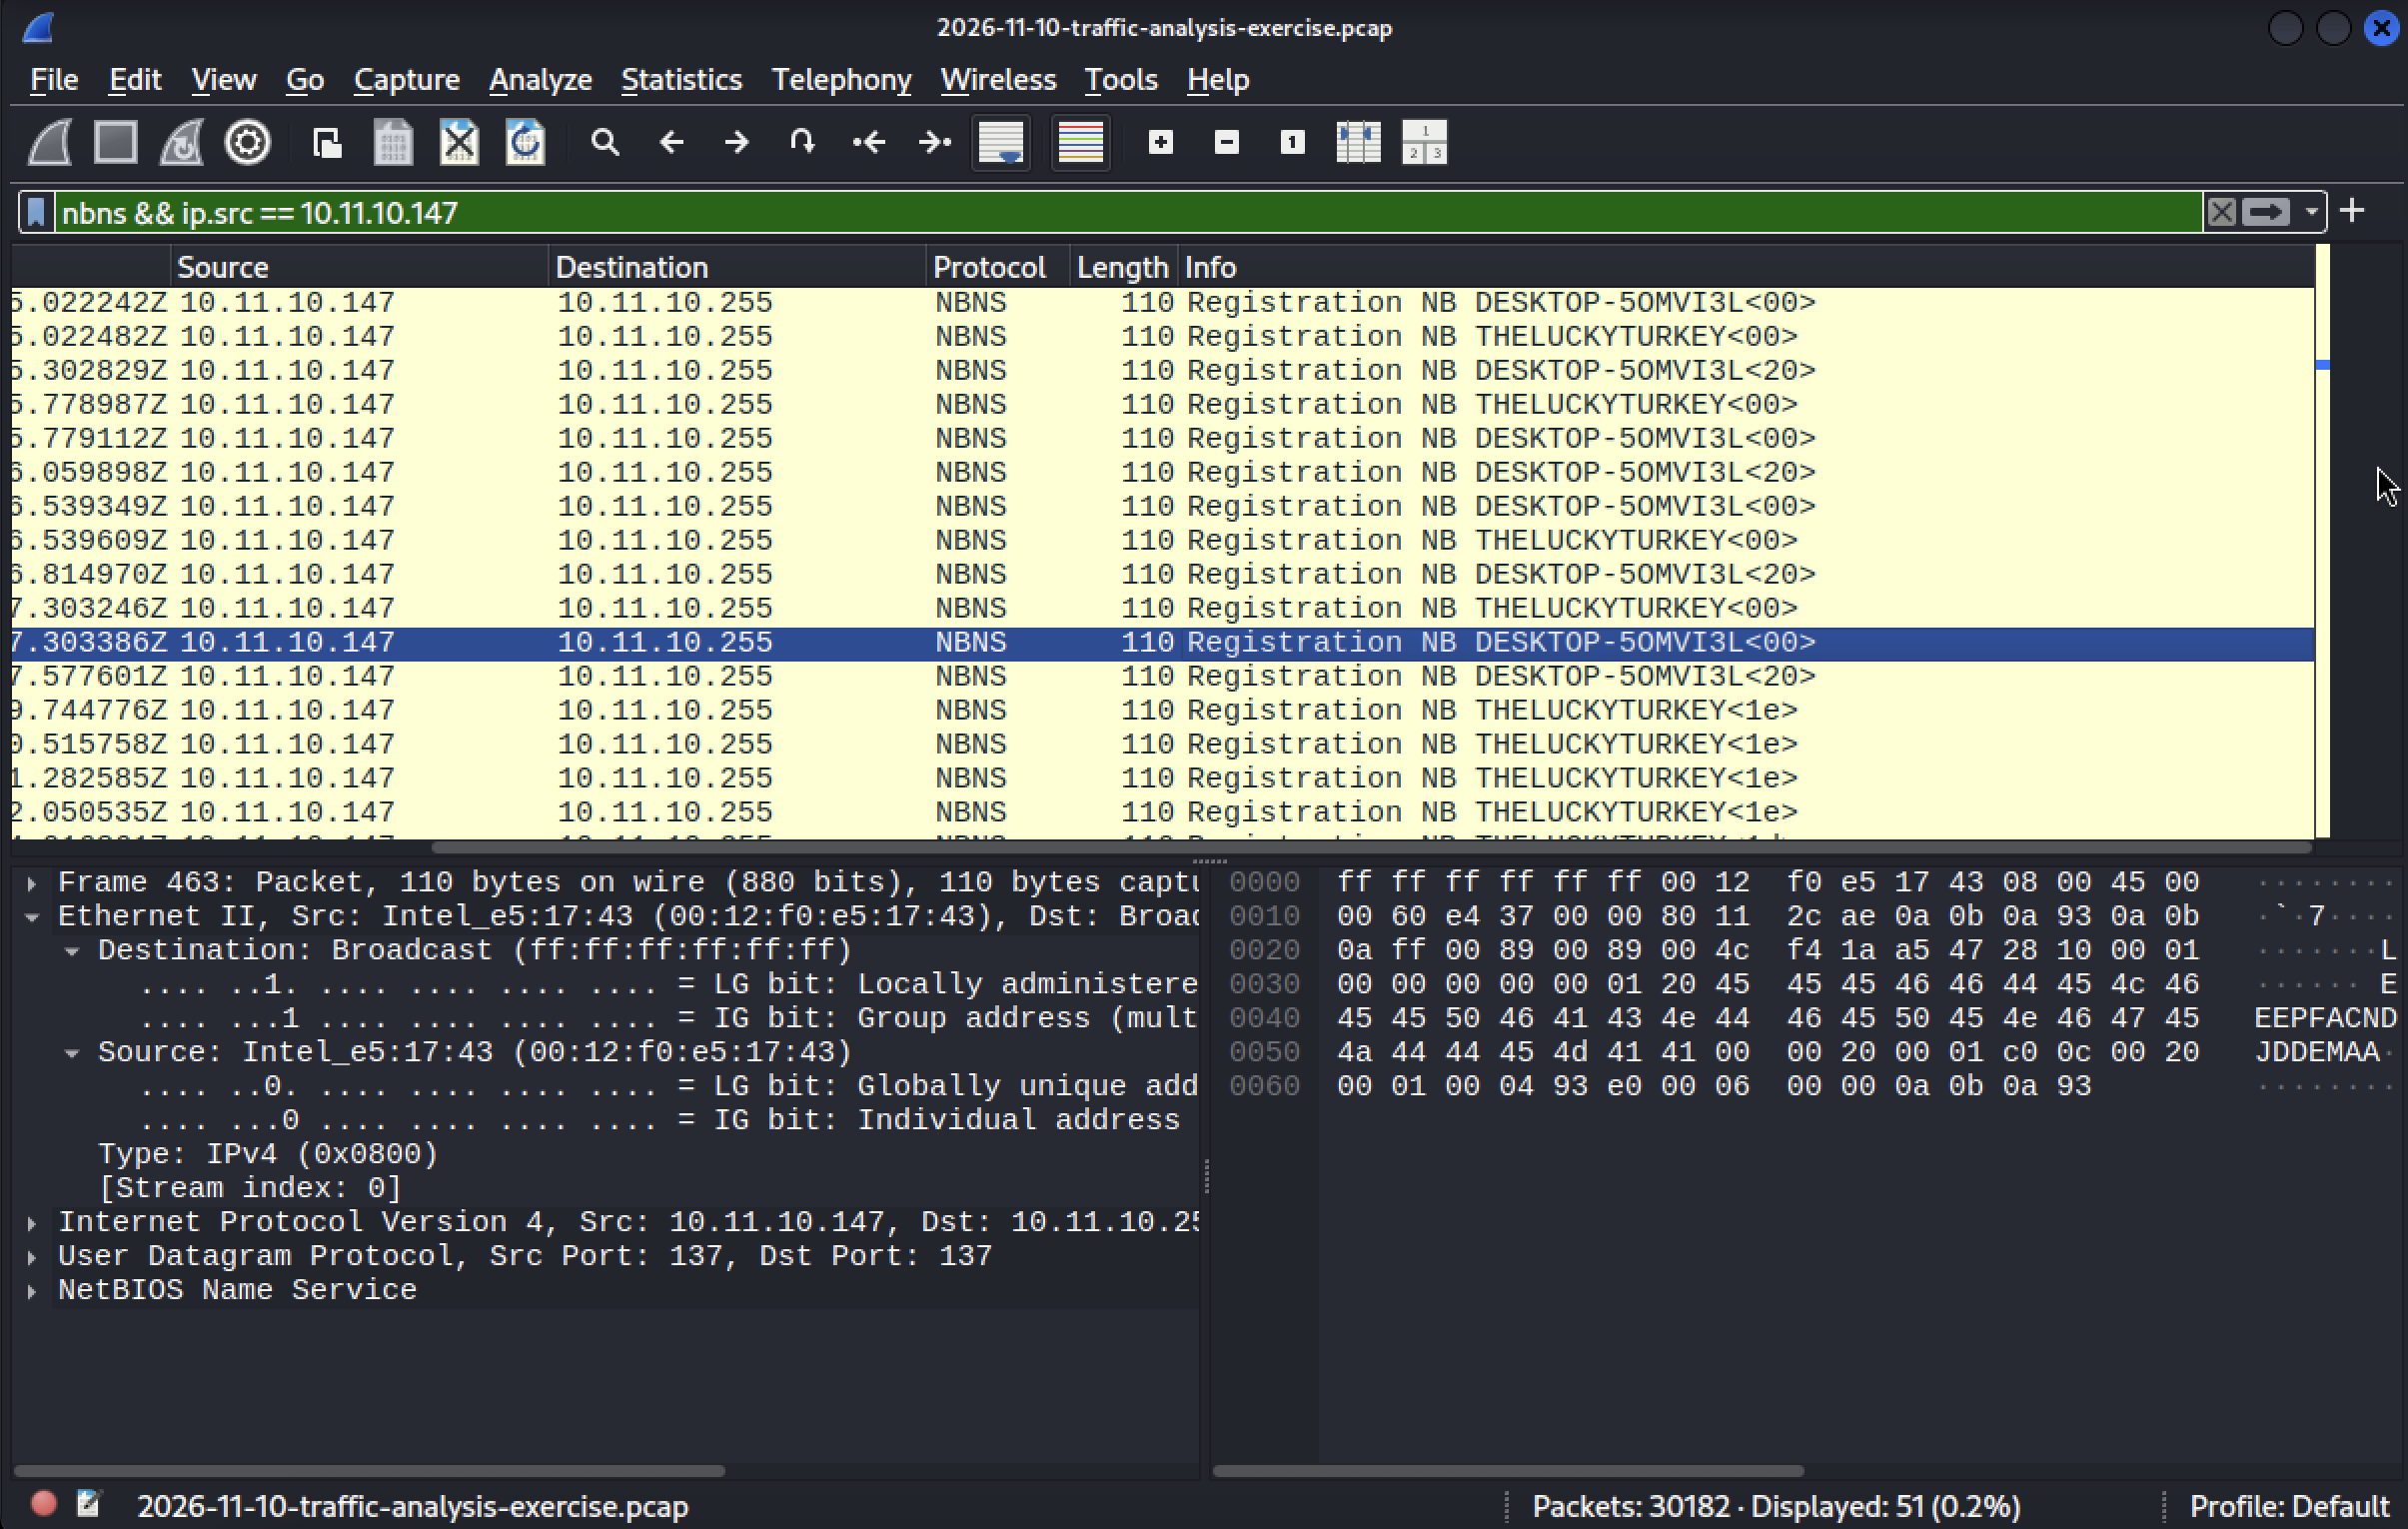 2026-11-10-traffic-analysis-exercise.pcap
File Edit View Go Capture Analyze Statistics Telephony Wireless Tools Help
nbns && ip.src == 10.11.10.147
Source Destination Protocol Length Info
5.022242Z 10.11.10.147 10.11.10.255 NBNS 110 Registration NB DESKTOP-5OMVI3L<00>
5.022482Z 10.11.10.147 10.11.10.255 NBNS 110 Registration NB THELUCKYTURKEY<00>
5.302829Z 10.11.10.147 10.11.10.255 NBNS 110 Registration NB DESKTOP-5OMVI3L<20>
5.778987Z 10.11.10.147 10.11.10.255 NBNS 110 Registration NB THELUCKYTURKEY<00>
5.779112Z 10.11.10.147 10.11.10.255 NBNS 110 Registration NB DESKTOP-5OMVI3L<00>
6.059898Z 10.11.10.147 10.11.10.255 NBNS 110 Registration NB DESKTOP-5OMVI3L<20>
6.539349Z 10.11.10.147 10.11.10.255 NBNS 110 Registration NB DESKTOP-5OMVI3L<00>
6.539609Z 10.11.10.147 10.11.10.255 NBNS 110 Registration NB THELUCKYTURKEY<00>
6.814970Z 10.11.10.147 10.11.10.255 NBNS 110 Registration NB DESKTOP-5OMVI3L<20>
7.303246Z 10.11.10.147 10.11.10.255 NBNS 110 Registration NB THELUCKYTURKEY<00>
7.303386Z 10.11.10.147 10.11.10.255 NBNS 110 Registration NB DESKTOP-5OMVI3L<00>
7.577601Z 10.11.10.147 10.11.10.255 NBNS 110 Registration NB DESKTOP-5OMVI3L<20>
9.744776Z 10.11.10.147 10.11.10.255 NBNS 110 Registration NB THELUCKYTURKEY<1e>
0.515758Z 10.11.10.147 10.11.10.255 NBNS 110 Registration NB THELUCKYTURKEY<1e>
1.282585Z 10.11.10.147 10.11.10.255 NBNS 110 Registration NB THELUCKYTURKEY<1e>
2.050535Z 10.11.10.147 10.11.10.255 NBNS 110 Registration NB THELUCKYTURKEY<1e>
Frame 463: Packet, 110 bytes on wire (880 bits), 110 bytes captu
Ethernet II, Src: Intel_e5:17:43 (00:12:f0:e5:17:43), Dst: Broad
Destination: Broadcast (ff:ff:ff:ff:ff:ff)
.... ..1. .... .... .... .... = LG bit: Locally administere
.... ...1 .... .... .... .... = IG bit: Group address (mult
Source: Intel_e5:17:43 (00:12:f0:e5:17:43)
.... ..0. .... .... .... .... = LG bit: Globally unique add
.... ...0 .... .... .... .... = IG bit: Individual address
Type: IPv4 (0x0800)
[Stream index: 0]
Internet Protocol Version 4, Src: 10.11.10.147, Dst: 10.11.10.25
User Datagram Protocol, Src Port: 137, Dst Port: 137
NetBIOS Name Service
0000 ff ff ff ff ff ff 00 12 f0 e5 17 43 08 00 45 00 ········
0010 00 60 e4 37 00 00 80 11 2c ae 0a 0b 0a 93 0a 0b ·`·7····
0020 0a ff 00 89 00 89 00 4c f4 1a a5 47 28 10 00 01 ·······L
0030 00 00 00 00 00 01 20 45 45 45 46 46 44 45 4c 46 ······ E
0040 45 45 50 46 41 43 4e 44 46 45 50 45 4e 46 47 45 EEPFACND
0050 4a 44 44 45 4d 41 41 00 00 20 00 01 c0 0c 00 20 JDDEMAA·
0060 00 01 00 04 93 e0 00 06 00 00 0a 0b 0a 93 ········
2026-11-10-traffic-analysis-exercise.pcap Packets: 30182 · Displayed: 51 (0.2%) Profile: Default